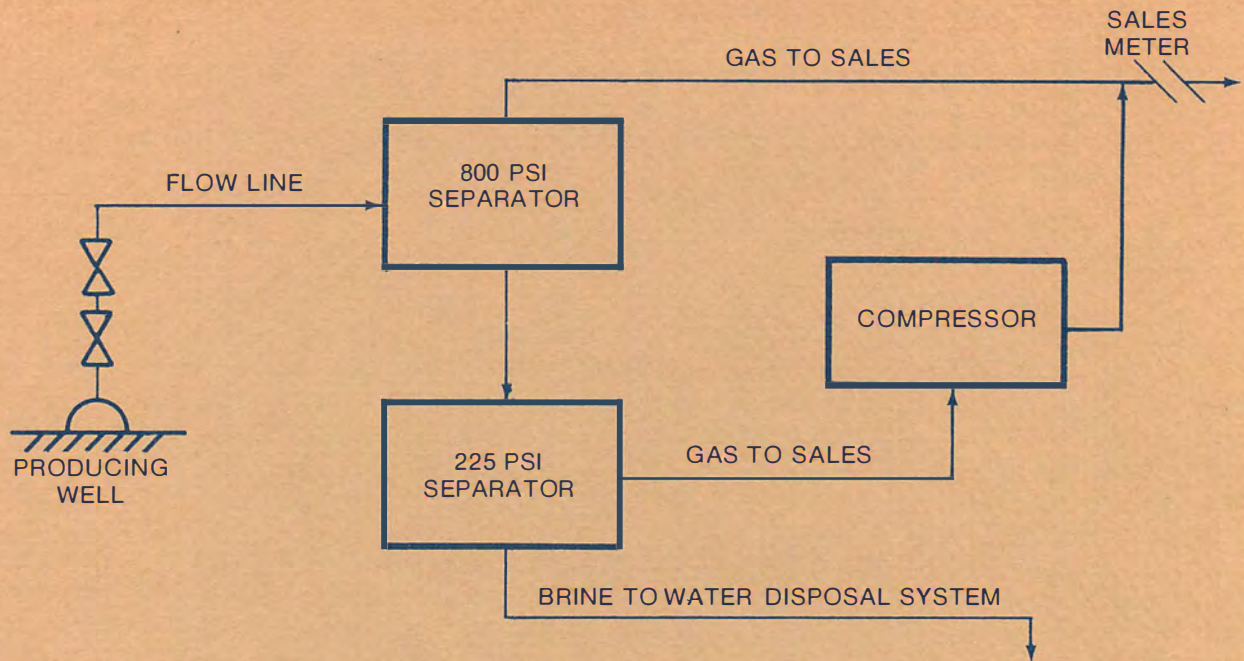 SALES
METER
GAS TO SALES
800 PSI
SEPARATOR
FLOW LINE
COMPRESSOR
PRODUCING
WELL
225 PSI
SEPARATOR
GAS TO SALES
BRINE TO WATER DISPOSAL SYSTEM